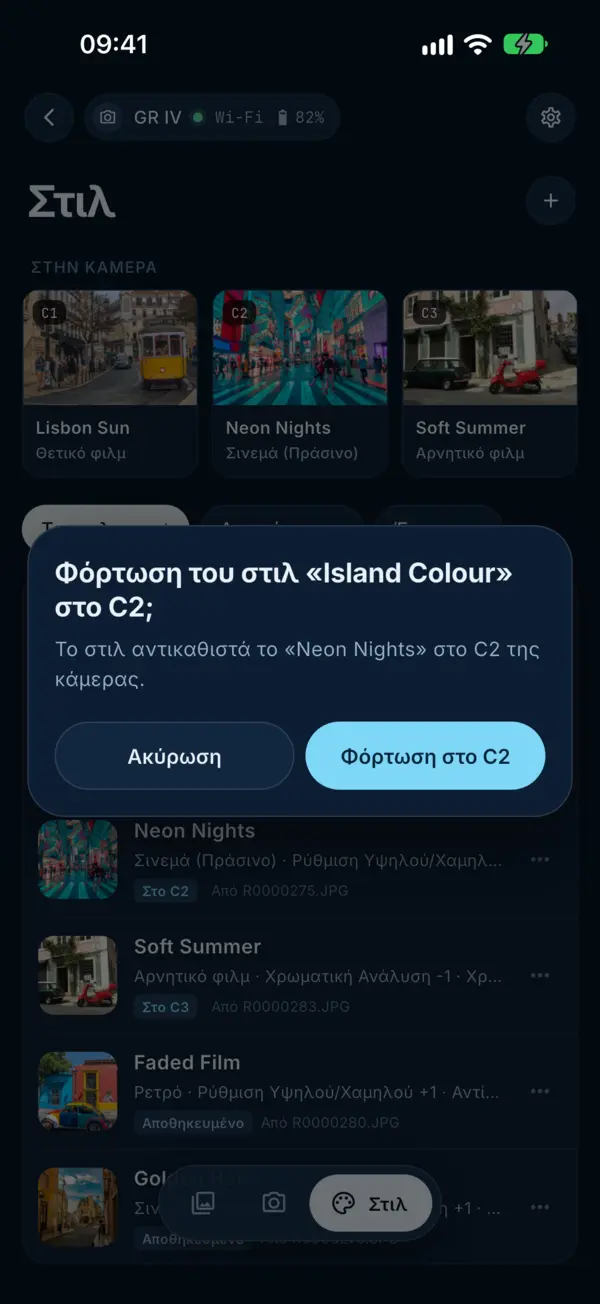 09:41
GR IV Wi-Fi 82%
Στιλ
ΣΤΗΝ ΚΑΜΕΡΑ
C1
C2
C3
Lisbon Sun
Neon Nights
Soft Summer
Θετικό φιλμ
Σινεμά (Πράσινο)
Αρνητικό φιλμ
Φόρτωση του στιλ «Island Colour»
στο C2;
Το στιλ αντικαθιστά το «Neon Nights» στο C2 της
κάμερας.
Ακύρωση
Φόρτωση στο C2
Neon Nights
Σινεμά (Πράσινο) · Ρύθμιση Υψηλού/Χαμηλ...
Στο C2 Από R0000275.JPG
Soft Summer
Αρνητικό φιλμ · Χρωματική Ανάλυση -1 · Χρ...
Στο C3 Από R0000283.JPG
Faded Film
Ρετρό · Ρύθμιση Υψηλού/Χαμηλού +1 · Αντί...
Αποθηκευμένο Από R0000280.JPG
Στιλ
+1 · ...
Αποθηκευμένο